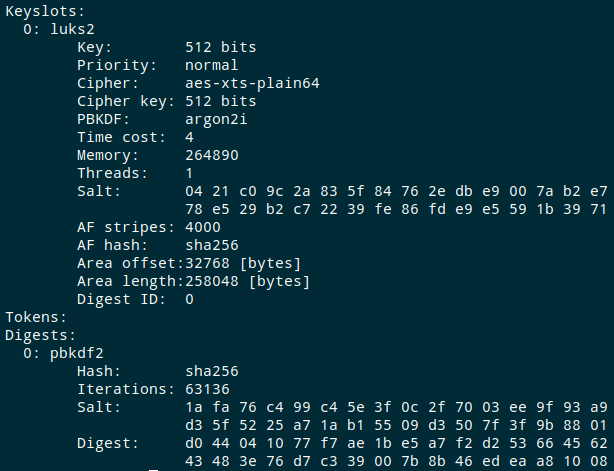 Keyslots:
  0: luks2
        Key:        512 bits
        Priority:   normal
        Cipher:     aes-xts-plain64
        Cipher key: 512 bits
        PBKDF:      argon2i
        Time cost:  4
        Memory:     264890
        Threads:    1
        Salt:       04 21 c0 9c 2a 83 5f 84 76 2e db e9 00 7a b2 e7
                    78 e5 29 b2 c7 22 39 fe 86 fd e9 e5 59 1b 39 71
        AF stripes: 4000
        AF hash:    sha256
        Area offset:32768 [bytes]
        Area length:258048 [bytes]
        Digest ID:  0
Tokens:
Digests:
  0: pbkdf2
        Hash:       sha256
        Iterations: 63136
        Salt:       1a fa 76 c4 99 c4 5e 3f 0c 2f 70 03 ee 9f 93 a9
                    d3 5f 52 25 a7 1a b1 55 09 d3 50 7f 3f 9b 88 01
        Digest:     d0 44 04 10 77 f7 ae 1b e5 a7 f2 d2 53 66 45 62
                    43 48 3e 76 d7 c3 39 00 7b 8b 46 ed ea a8 10 08